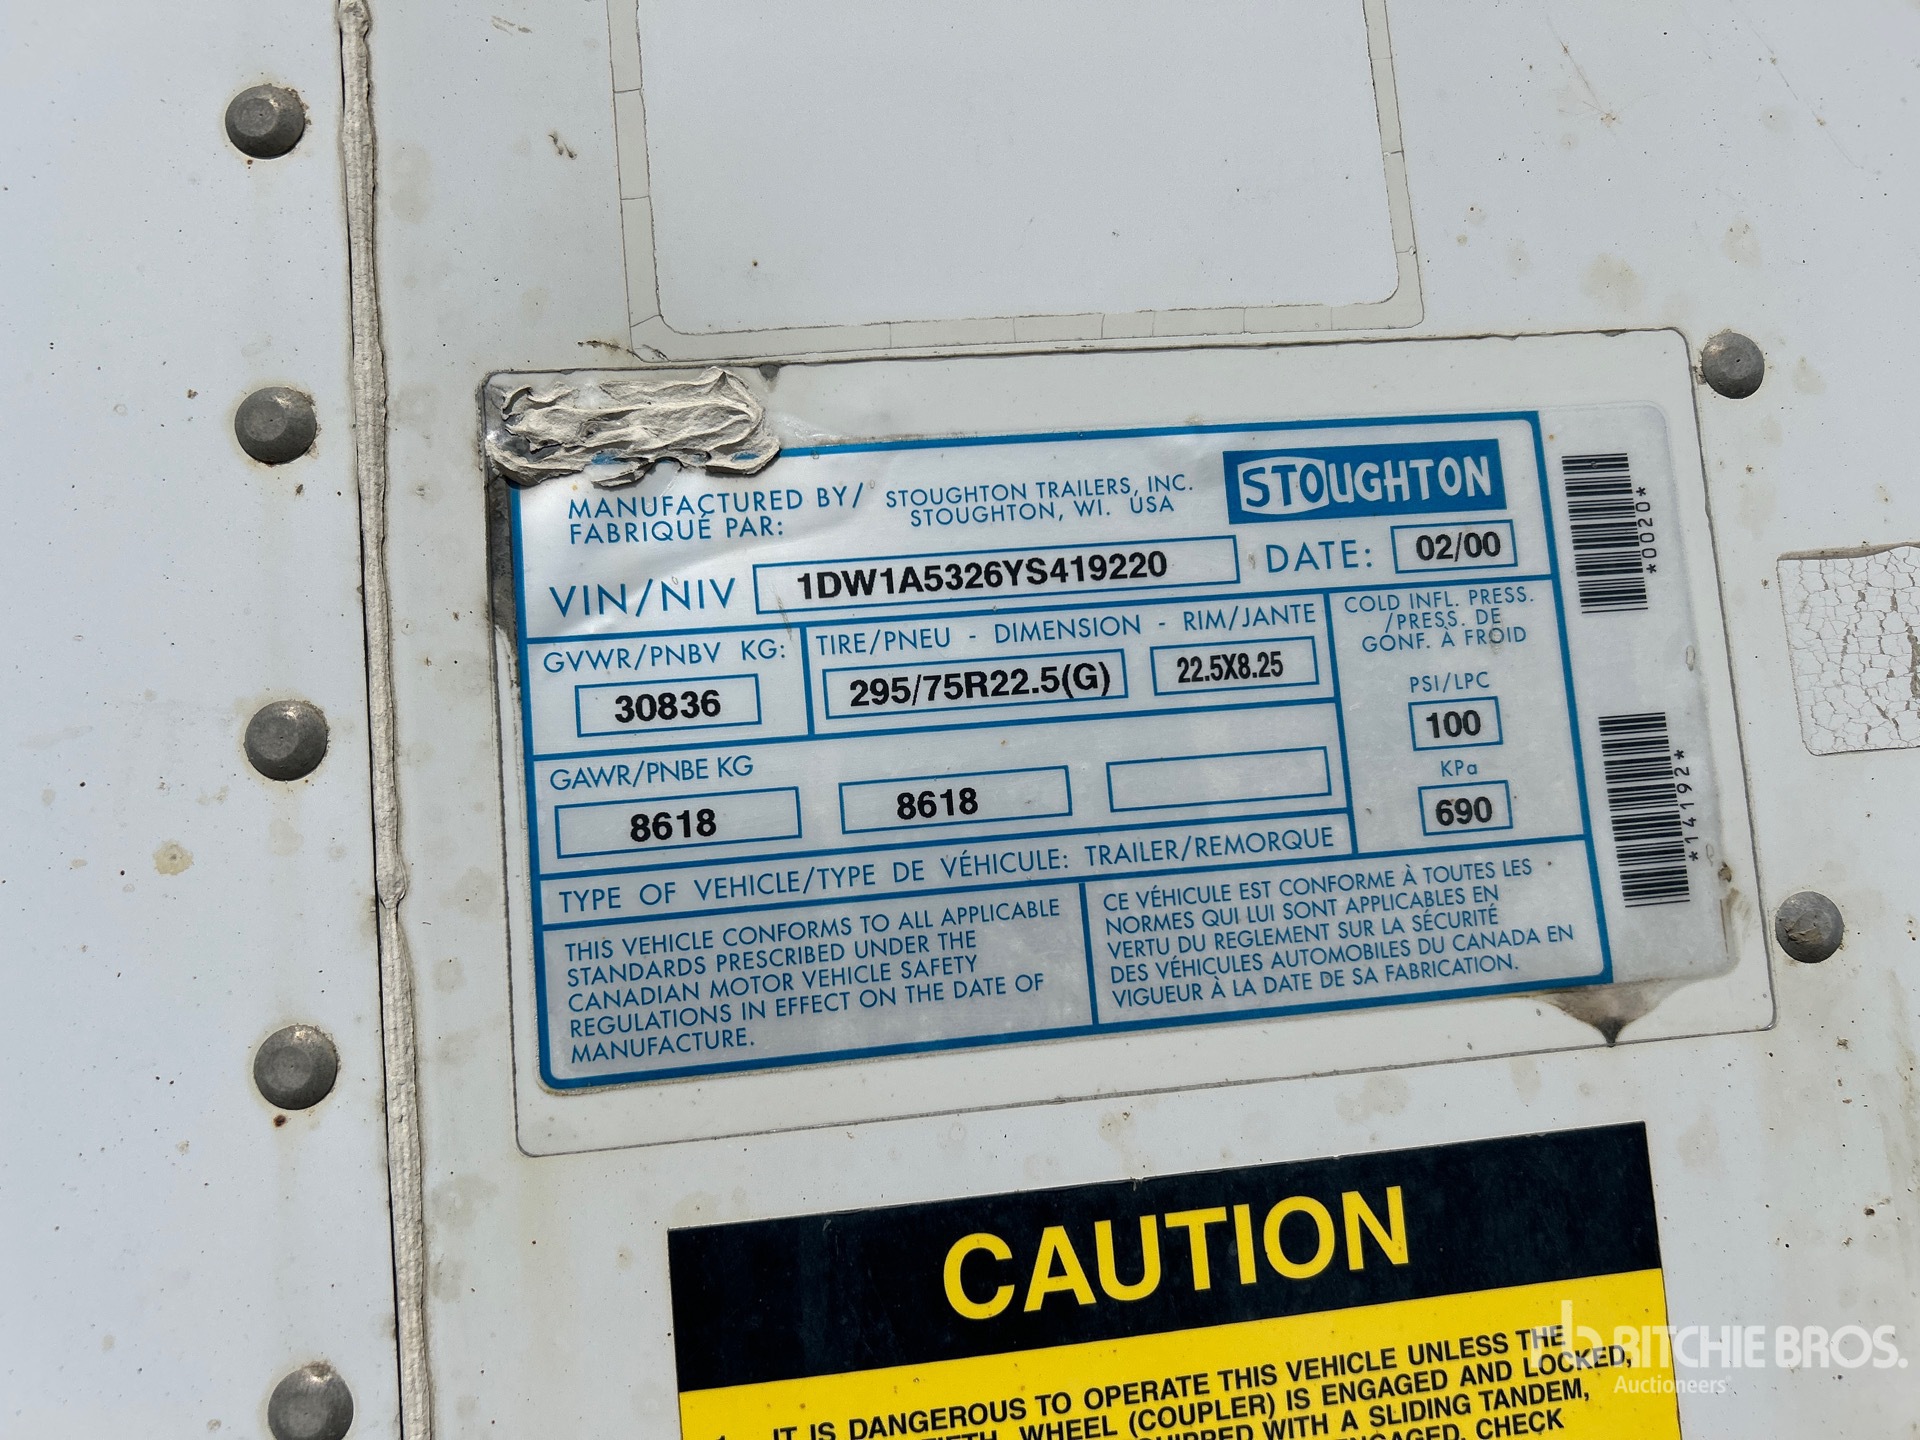 MANUFACTURED BY/ STOUGHTON TRAILERS, INC.
FABRIQUÉ PAR: STOUGHTON, WI. USA
STOUGHTON
VIN/NIV 1DW1A5326YS419220 DATE: 02/00
GVWR/PNBV KG: TIRE/PNEU - DIMENSION - RIM/JANTE
30836 295/75R22.5(G) 22.5X8.25
COLD INFL. PRESS.
/PRESS. DE
GONF. À FROID
PSI/LPC
100
KPa
690
GAWR/PNBE KG
8618 8618
TYPE OF VEHICLE/TYPE DE VÉHICULE: TRAILER/REMORQUE
THIS VEHICLE CONFORMS TO ALL APPLICABLE
STANDARDS PRESCRIBED UNDER THE
CANADIAN MOTOR VEHICLE SAFETY
REGULATIONS IN EFFECT ON THE DATE OF
MANUFACTURE.
CE VÉHICULE EST CONFORME À TOUTES LES
NORMES QUI LUI SONT APPLICABLES EN
VERTU DU REGLEMENT SUR LA SÉCURITÉ
DES VÉHICULES AUTOMOBILES DU CANADA EN
VIGUEUR À LA DATE DE SA FABRICATION.
*0020*
*14192*
CAUTION
IT IS DANGEROUS TO OPERATE THIS VEHICLE UNLESS THE
WHEEL (COUPLER) IS ENGAGED AND LOCKED,
WITH A SLIDING TANDEM,
CHECK
RITCHIE BROS.
Auctioneers